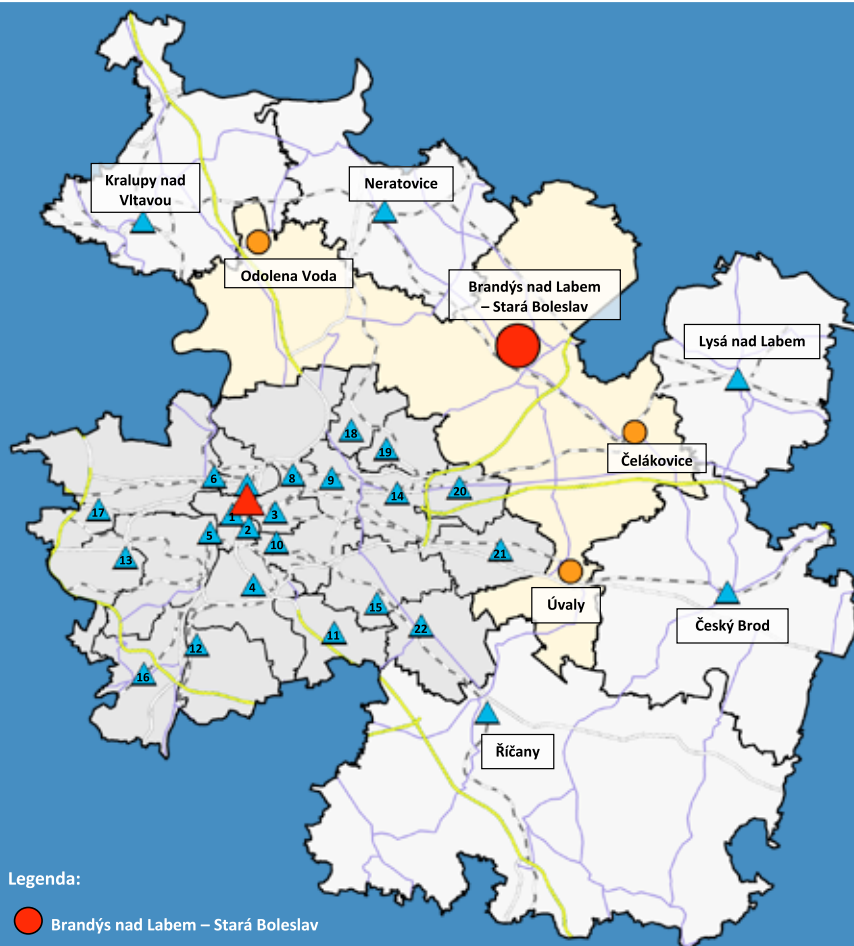 Kralupy nad
Vltavou
Neratovice
Odolena Voda
Brandýs nad Labem
– Stará Boleslav
Lysá nad Labem
Čelákovice
18
19
6
8
9
14
20
17
1
3
2
5
10
13
21
4
15
11
22
12
16
Úvaly
Český Brod
Říčany
Legenda:
Brandýs nad Labem – Stará Boleslav